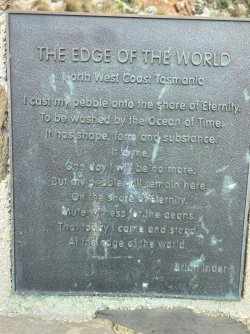 THE EDGE OF THE WORLD
North West Coast Tasmania
I cast my pebble onto the shore of Eternity.
To be washed by the Ocean of Time.
It has shape, form and substance.
It is me.
One day I will be no more.
But my pebble will remain here.
On the shore of eternity.
Mute witness for the aeons.
That today I came and stood
At the edge of the world.
Brian Inder